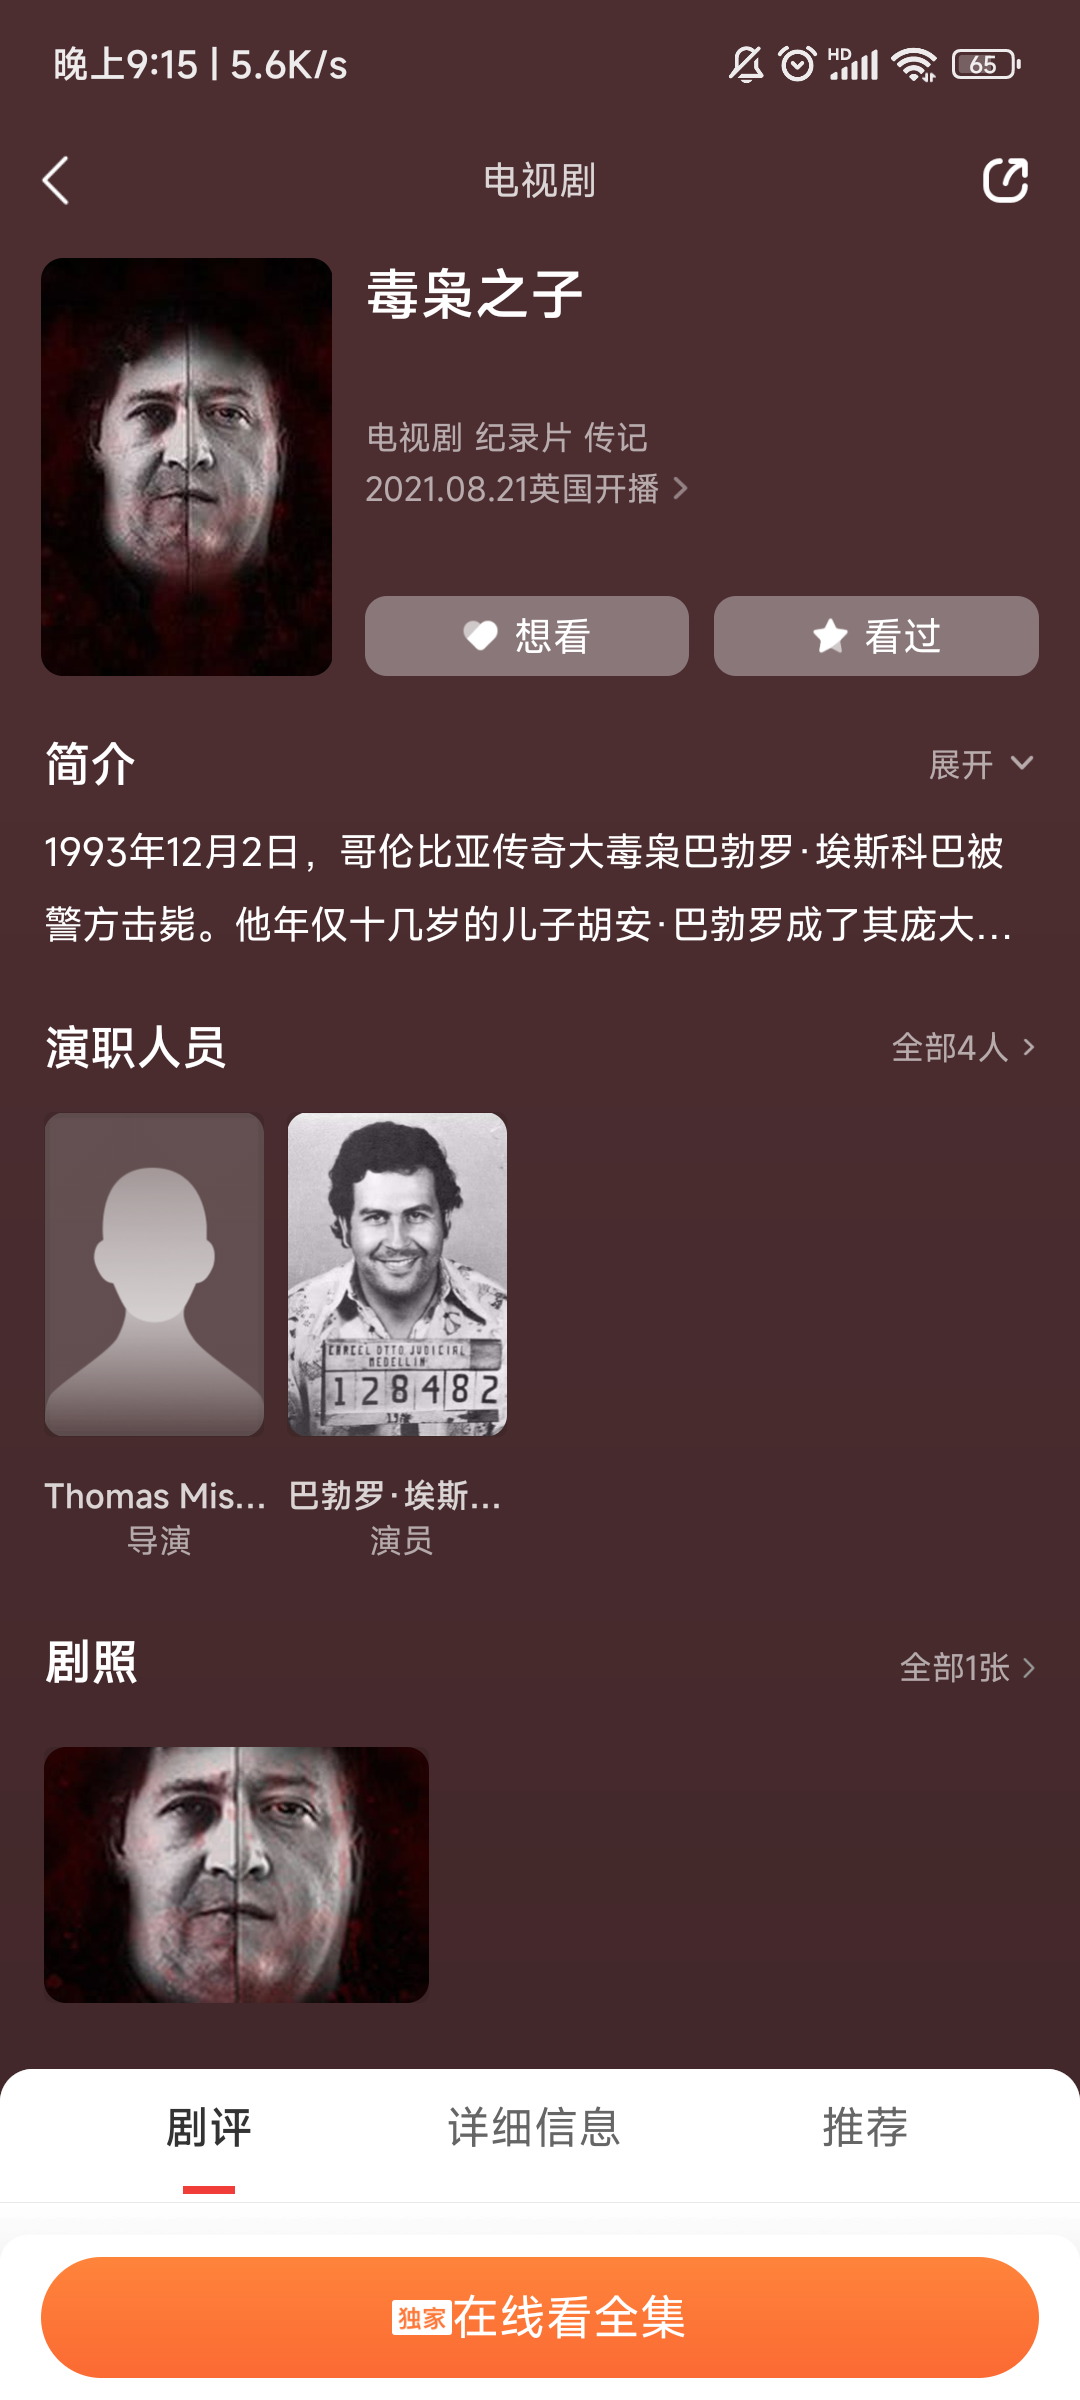 晚上9:15 | 5.6K/s
HD
65
电视剧
毒枭之子
电视剧 纪录片 传记
2021.08.21英国开播
想看
看过
简介
展开
1993年12月2日，哥伦比亚传奇大毒枭巴勃罗·埃斯科巴被
警方击毙。他年仅十几岁的儿子胡安·巴勃罗成了其庞大...
演职人员
全部4人
CARCEL DTTO JUDICIAL
MEDELLIN
128482
Thomas Mis...
导演
巴勃罗·埃斯...
演员
剧照
全部1张
剧评
详细信息
推荐
独家在线看全集